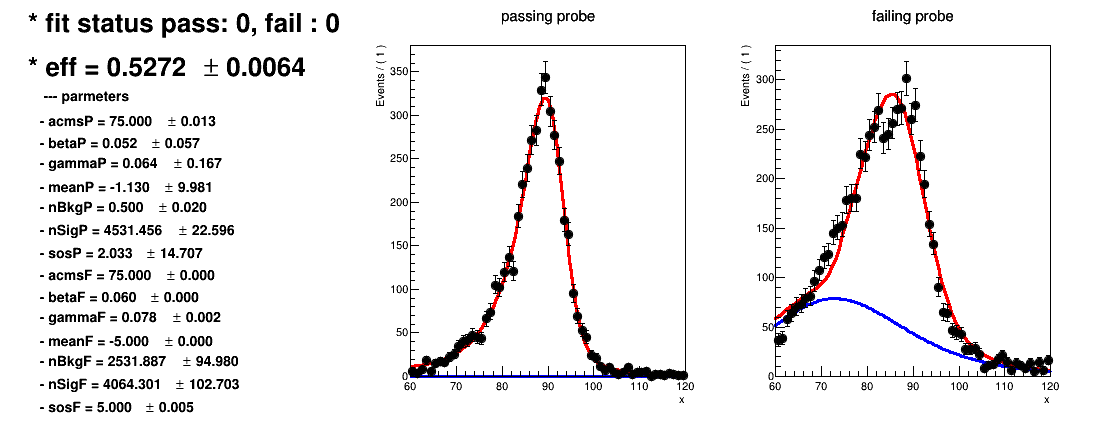 * fit status pass: 0, fail : 0
* eff = 0.5272 ± 0.0064
--- parmeters
- acmsP = 75.000 ± 0.013
- betaP = 0.052 ± 0.057
- gammaP = 0.064 ± 0.167
- meanP = -1.130 ± 9.981
- nBkgP = 0.500 ± 0.020
- nSigP = 4531.456 ± 22.596
- sosP = 2.033 ± 14.707
- acmsF = 75.000 ± 0.000
- betaF = 0.060 ± 0.000
- gammaF = 0.078 ± 0.002
- meanF = -5.000 ± 0.000
- nBkgF = 2531.887 ± 94.980
- nSigF = 4064.301 ± 102.703
- sosF = 5.000 ± 0.005
passing probe
Events / ( 1 )
350
300
250
200
150
100
50
0
60 70 80 90 100 110 120
x
failing probe
Events / ( 1 )
300
250
200
150
100
50
0
60 70 80 90 100 110 120
x